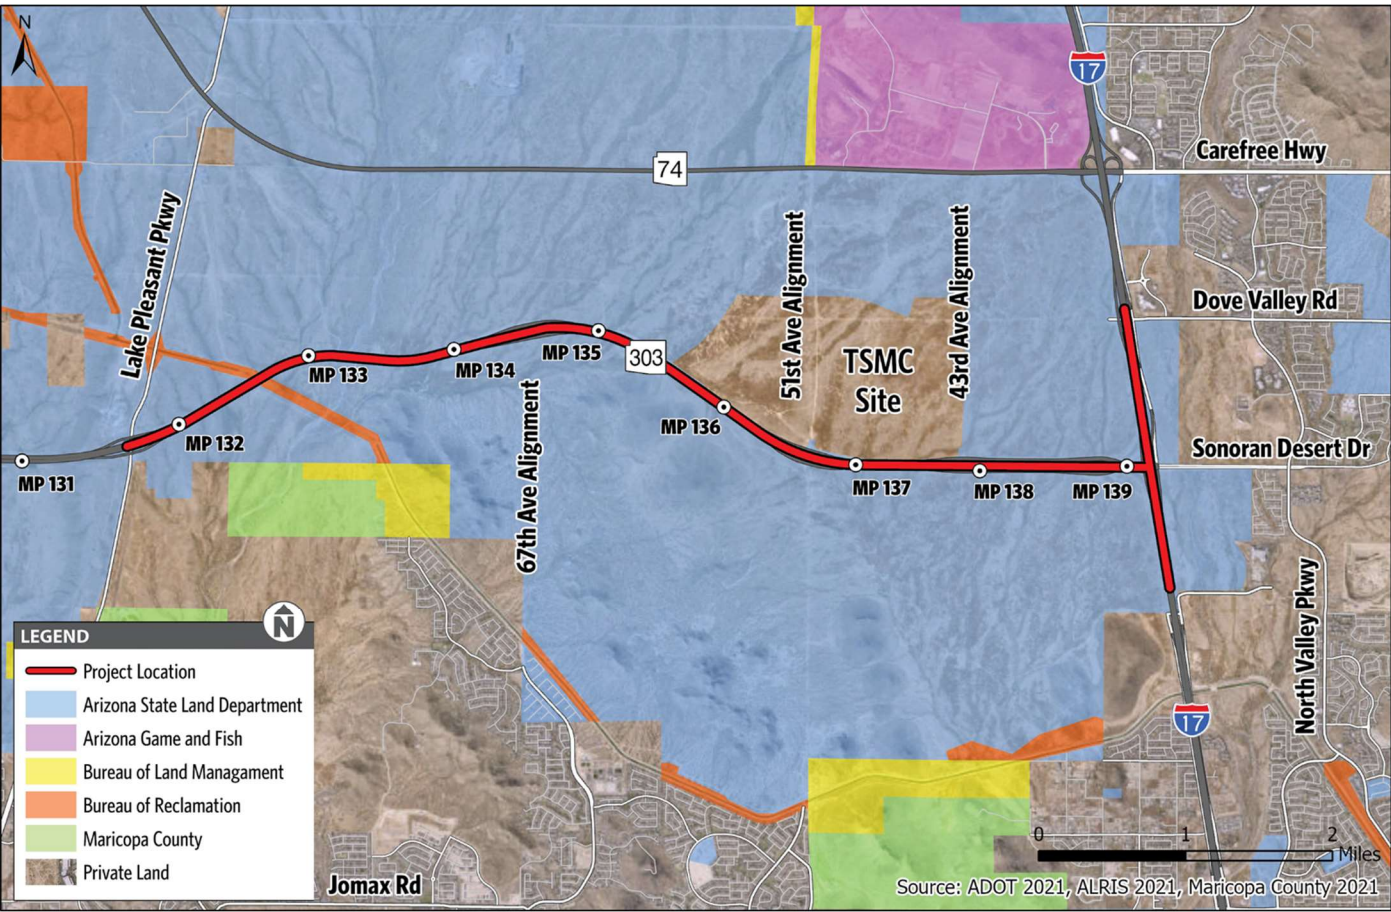 N
17
Carefree Hwy
74
Lake Pleasant Pkwy
51st Ave Alignment
43rd Ave Alignment
Dove Valley Rd
MP 135
303
MP 134
MP 133
TSMC
Site
67th Ave Alignment
MP 136
MP 132
Sonoran Desert Dr
MP 131
MP 137
MP 138
MP 139
North Valley Pkwy
N
LEGEND
Project Location
Arizona State Land Department
Arizona Game and Fish
Bureau of Land Managament
Bureau of Reclamation
Maricopa County
Private Land
17
Jomax Rd
0 1 2
Miles
Source: ADOT 2021, ALRIS 2021, Maricopa County 2021